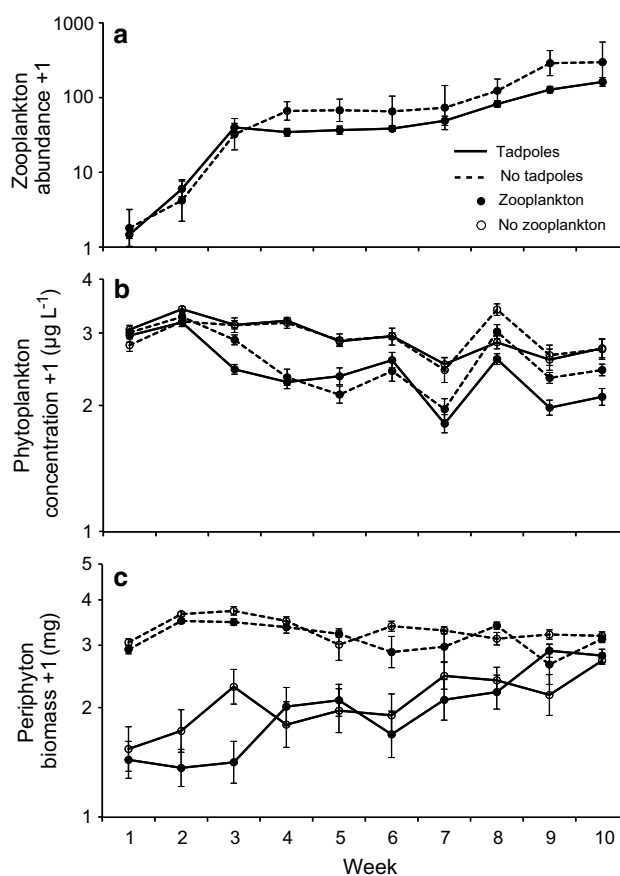 a
Zooplankton
abundance +1
1000
100
10
1
Tadpoles
No tadpoles
Zooplankton
No zooplankton
b
Phytoplankton
concentration +1 (µg L-1)
4
3
2
1
c
Periphyton
biomass +1 (mg)
5
4
3
2
1
1 2 3 4 5 6 7 8 9 10
Week